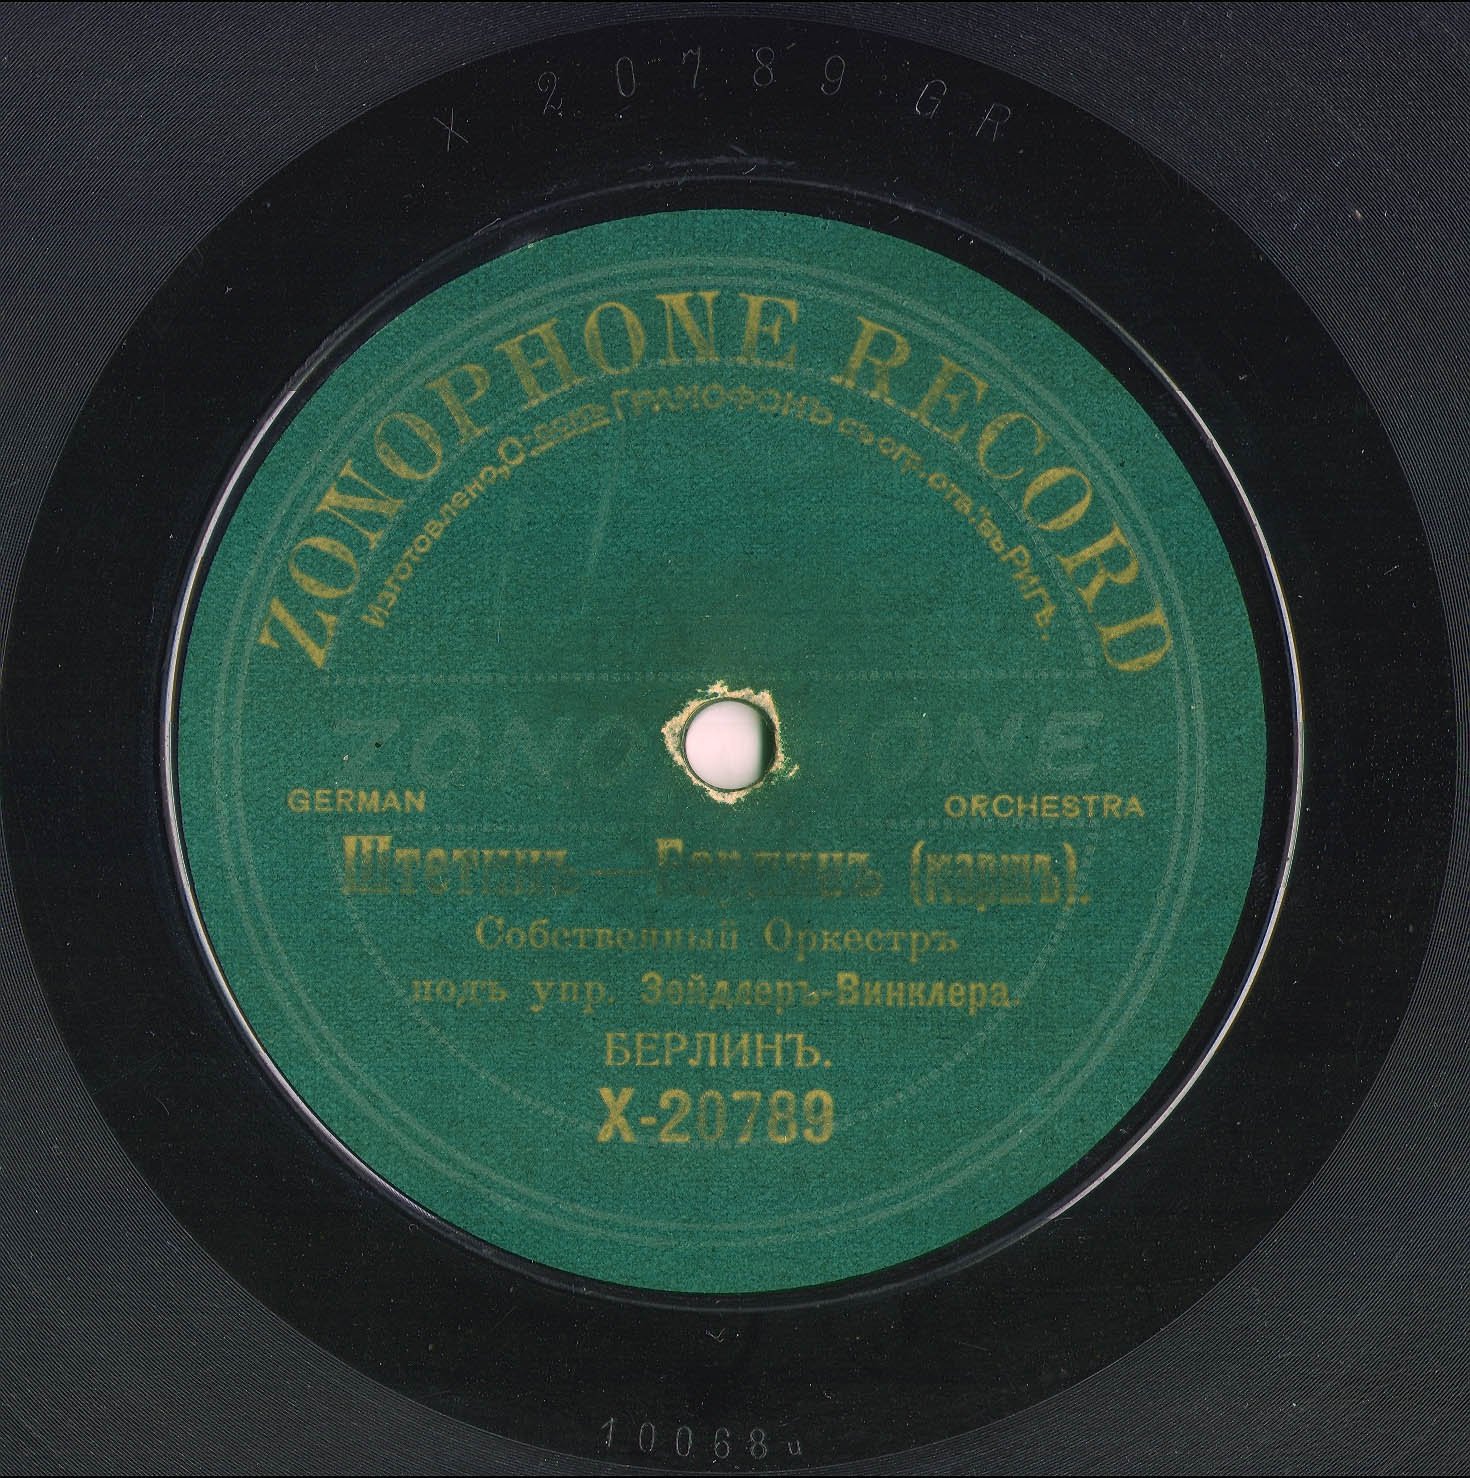 X 20789 GR
ZONOPHONE RECORD
Изготовлено О-вомъ ГРАМОФОНЪ съ огр. отв. въ Ригѣ.
ZONOPHONE
GERMAN ORCHESTRA
Штетинъ—Берлинъ (маршъ).
Собственный Оркестръ
подъ упр. Зейдлеръ-Винклера.
БЕРЛИНЪ.
X-20789
10068u